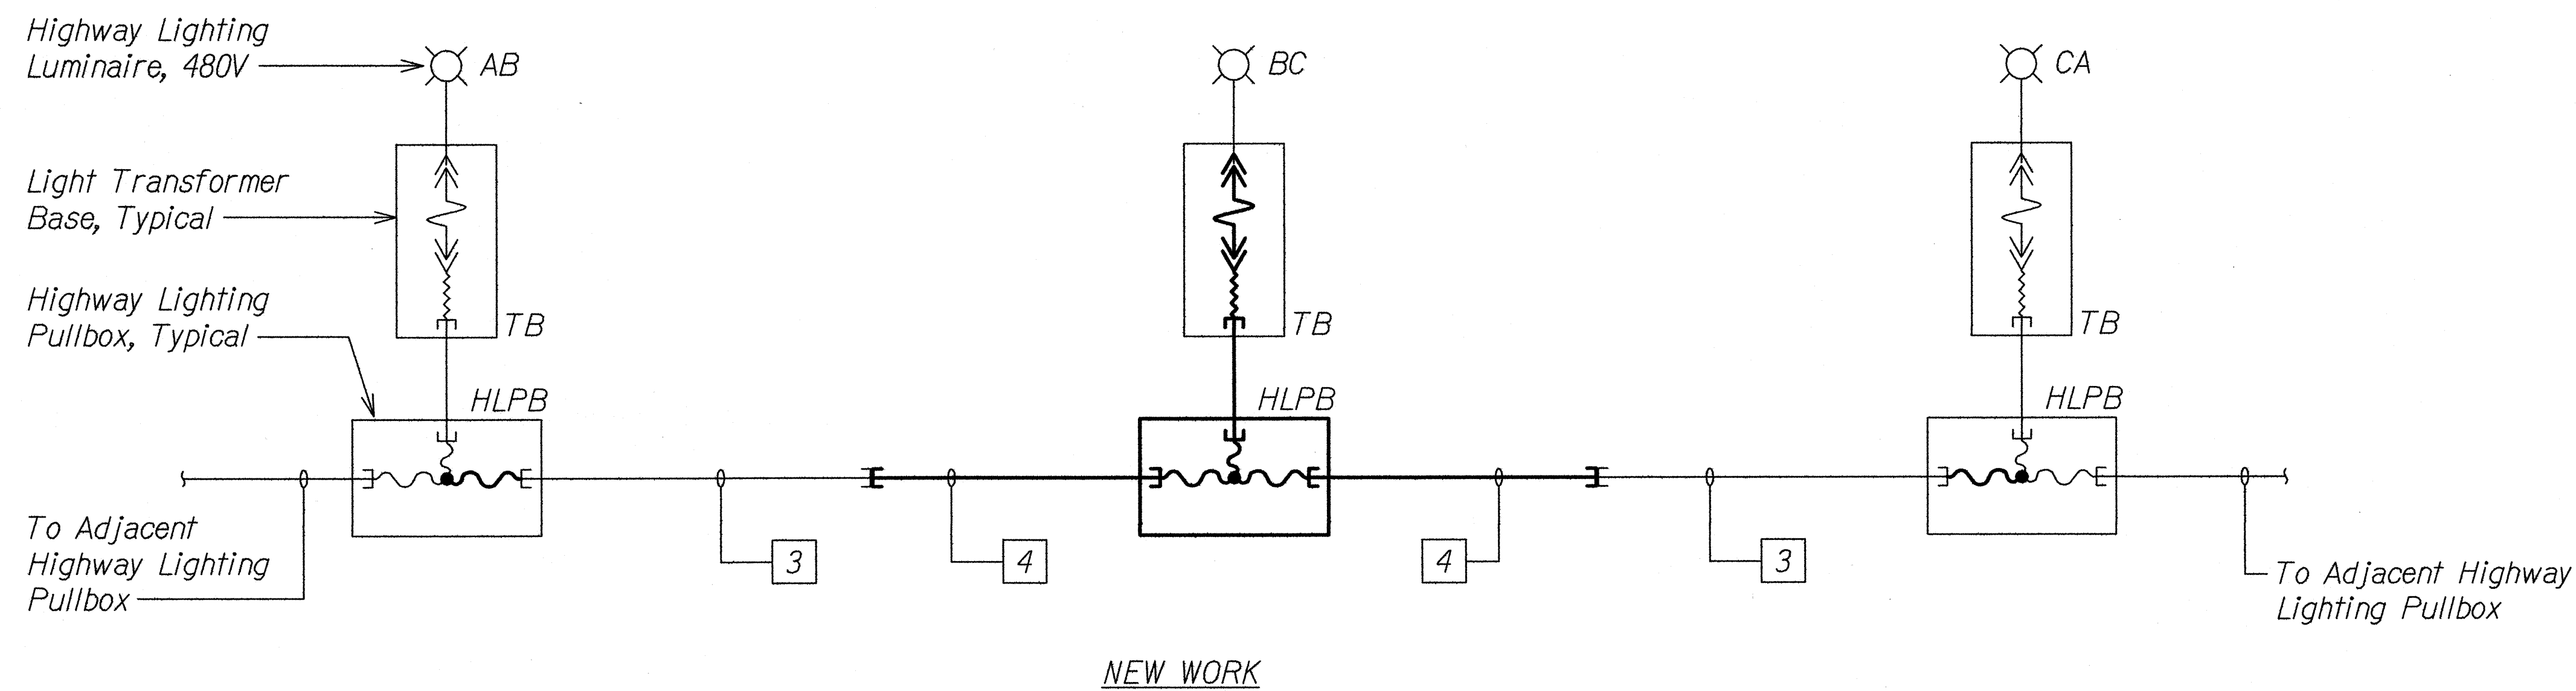 Highway Lighting
Luminaire, 480V
AB
BC
CA
Light Transformer
Base, Typical
Highway Lighting
Pullbox, Typical
TB
TB
TB
HLPB
HLPB
HLPB
To Adjacent
Highway Lighting
Pullbox
3
4
4
3
To Adjacent Highway
Lighting Pullbox
NEW WORK